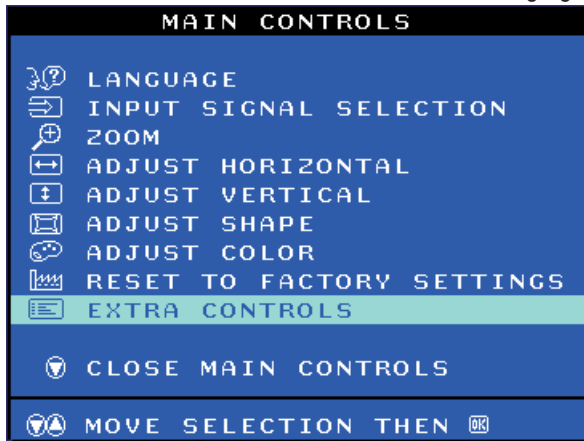 MAIN CONTROLS
LANGUAGE
INPUT SIGNAL SELECTION
ZOOM
ADJUST HORIZONTAL
ADJUST VERTICAL
ADJUST SHAPE
ADJUST COLOR
RESET TO FACTORY SETTINGS
EXTRA CONTROLS
CLOSE MAIN CONTROLS
MOVE SELECTION THEN OK